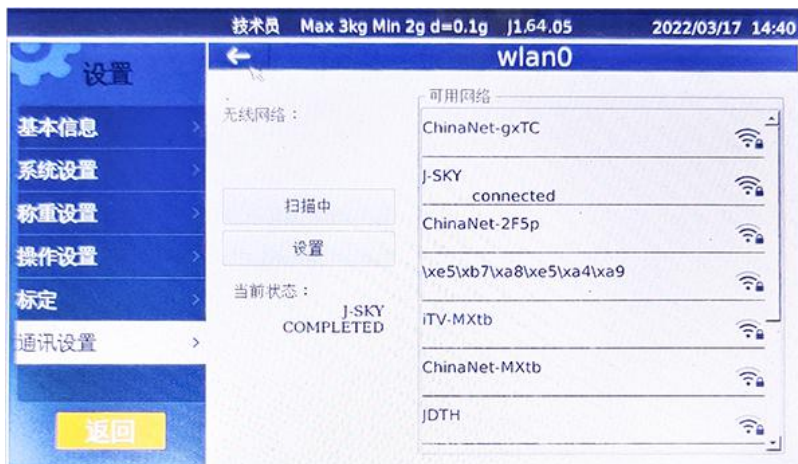 技术员 Max 3kg Min 2g d=0.1g J1.64.05 2022/03/17 14:40
设置
基本信息
系统设置
称重设置
操作设置
标定
通讯设置
返回
wlan0
无线网络：
扫描中
设置
当前状态：
J-SKY
COMPLETED
可用网络
ChinaNet-gxTC
J-SKY
connected
ChinaNet-2F5p
\xe5\xb7\xa8\xe5\xa4\xa9
iTV-MXtb
ChinaNet-MXtb
JDTH